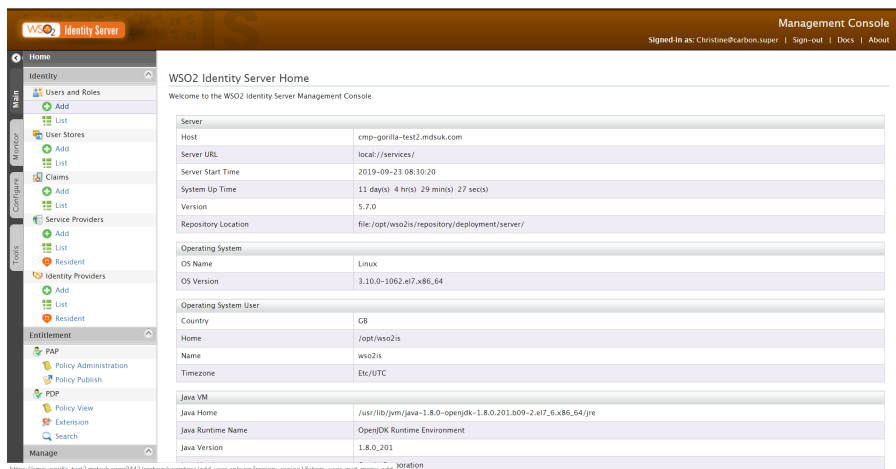 WSO2 Identity Server
Management Console
Signed-in as: Christine@carbon.super | Sign-out | Docs | About
Home
Main
Monitor
Configure
Tools
Identity
Users and Roles
Add
List
User Stores
Add
List
Claims
Add
List
Service Providers
Add
List
Resident
Identity Providers
Add
List
Resident
Entitlement
PAP
Policy Administration
Policy Publish
PDP
Policy View
Extension
Search
Manage
WSO2 Identity Server Home
Welcome to the WSO2 Identity Server Management Console
Server
Host cmp-gorilla-test2.mdsuk.com
Server URL local://services/
Server Start Time 2019-09-23 08:30:20
System Up Time 11 day(s) 4 hr(s) 29 min(s) 27 sec(s)
Version 5.7.0
Repository Location file:/opt/wso2is/repository/deployment/server/
Operating System
OS Name Linux
OS Version 3.10.0-1062.el7.x86_64
Operating System User
Country GB
Home /opt/wso2is
Name wso2is
Timezone Etc/UTC
Java VM
Java Home /usr/lib/jvm/java-1.8.0-openjdk-1.8.0.201.b09-2.el7_6.x86_64/jre
Java Runtime Name OpenJDK Runtime Environment
Java Version 1.8.0_201